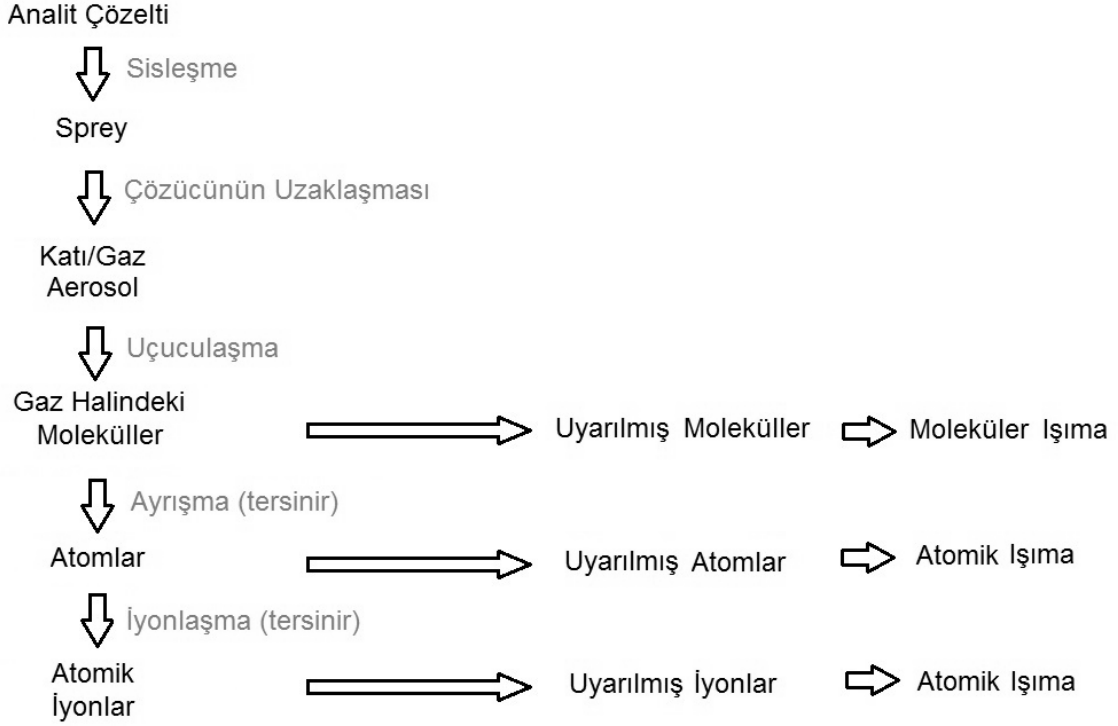 Analit Çözelti
Sisleşme
Sprey
Çözücünün Uzaklaşması
Katı/Gaz
Aerosol
Uçuculaşma
Gaz Halindeki
Moleküller
Uyarılmış Moleküller
Moleküler Işıma
Ayrışma (tersinir)
Atomlar
Uyarılmış Atomlar
Atomik Işıma
İyonlaşma (tersinir)
Atomik
İyonlar
Uyarılmış İyonlar
Atomik Işıma